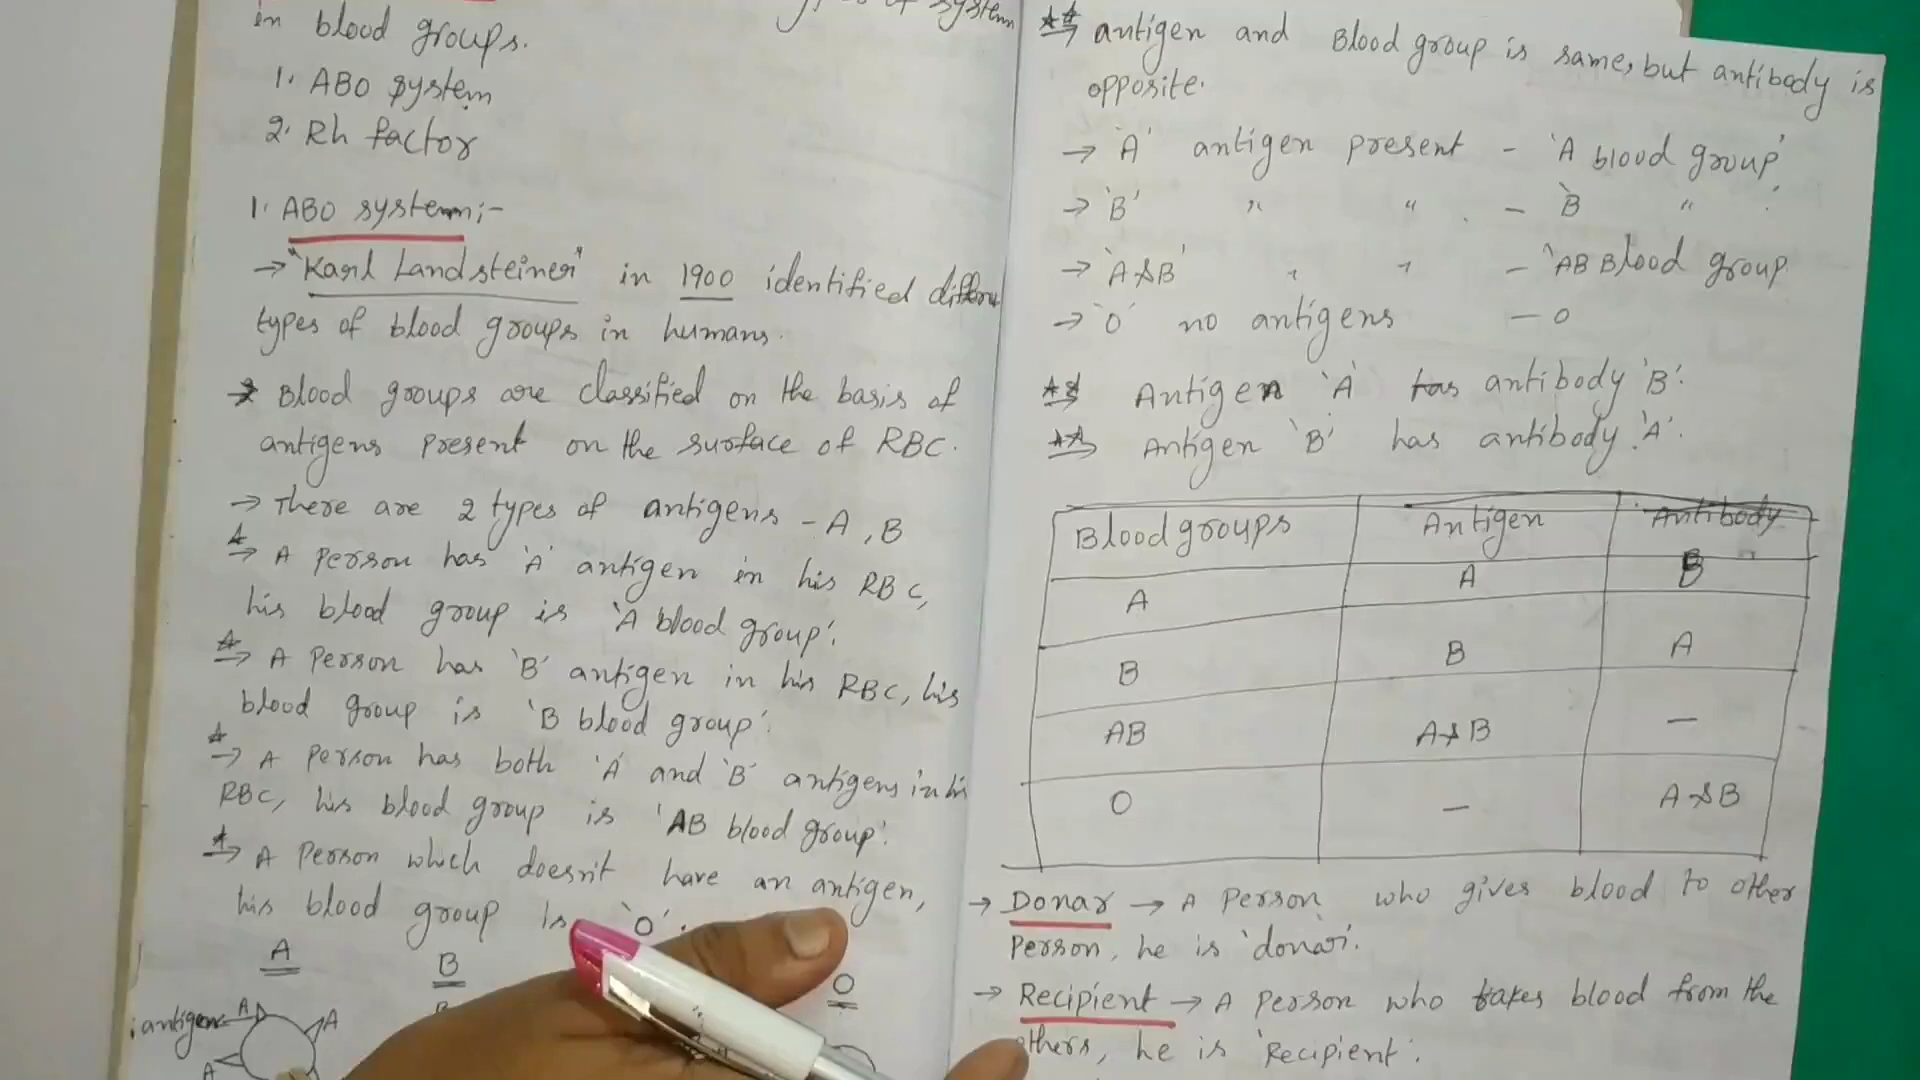 in blood groups.
1. ABO system
2. Rh factor
1. ABO system;-
→ "Karl Landsteiner" in 1900 identified
types of blood groups in humans.
→ Blood groups are classified on the basis of
antigens present on the surface of RBC.
→ There are 2 types of antigens - A, B
→ A person has 'A' antigen in his RBC,
his blood group is 'A blood group'.
→ A person has 'B' antigen in his RBC, his
blood group is 'B blood group'.
→ A person has both 'A' and 'B' antigens in his
RBC, his blood group is 'AB blood group'.
→ A person which doesn't have an antigen,
his blood group is 'O'.
A B O
antigen A A
A
of system
** → antigen and Blood group is same, but antibody is
opposite.
→ 'A' antigen present - 'A blood group'
→ 'B' " " - B "
→ 'A & B' " " - 'AB Blood group
→ 'O' no antigens - O
** → Antigen 'A' has antibody 'B'.
** → Antigen 'B' has antibody 'A'.
Blood groups Antigen Antibody
A A B
B B A
AB A & B —
O — A & B
→ Donar → A person who gives blood to other
person, he is 'donar'.
→ Recipient → A person who takes blood from the
others, he is 'Recipient'.